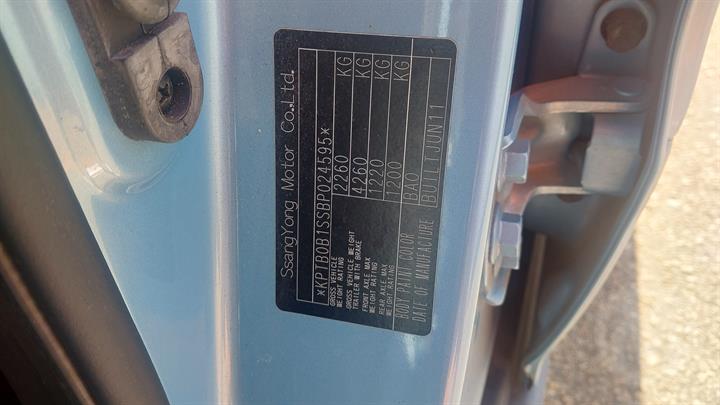 SsangYong Motor Co.,Ltd.
*KPTB0B1SSBP024595*
GROSS VEHICLE WEIGHT RATING 2260 KG
GROSS VEHICLE WEIGHT TRAILER WITH BRAKE 4260 KG
FRONT AXLE MAX WEIGHT RATING 1220 KG
REAR AXLE MAX WEIGHT RATING 1200 KG
BODY PAINT COLOR BAO
DATE OF MANUFACTURE BUILT JUN11